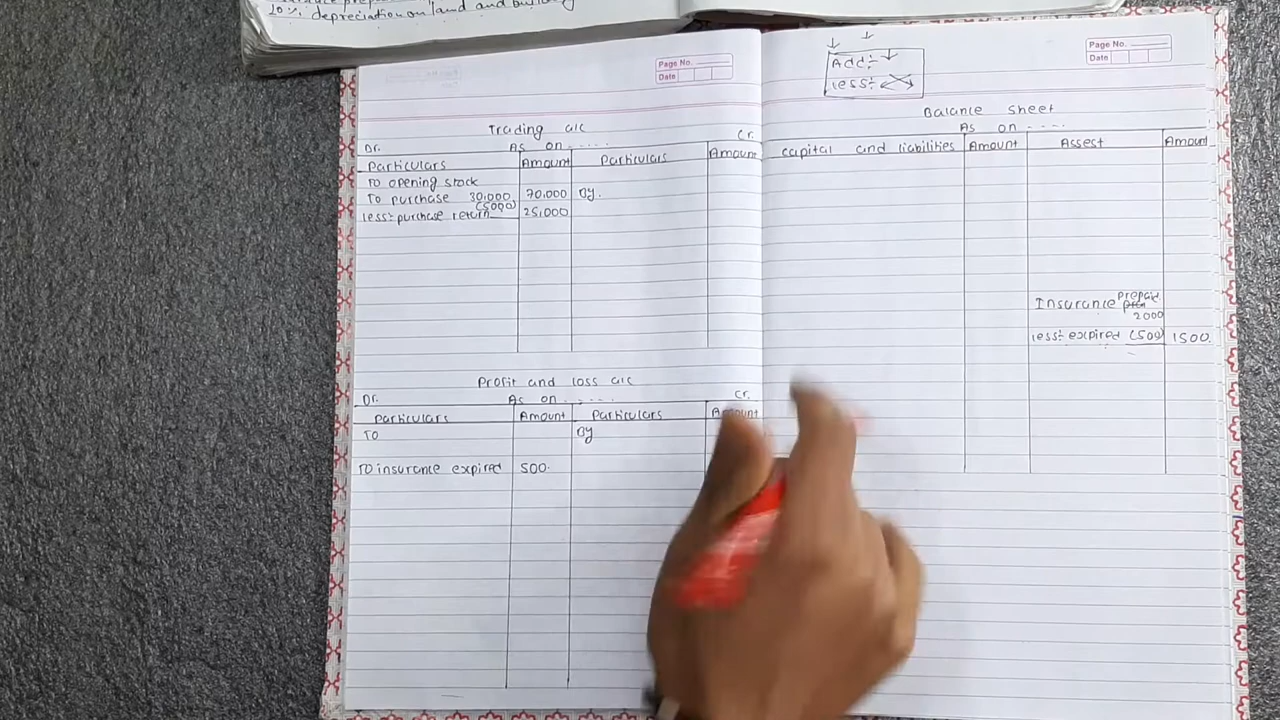 10% depreciation on land and building
Page No.
Date
Trading a/c
Dr. As on ..... Cr.
Particulars Amount Particulars Amount
To opening stock
To purchase 30,000 70,000 By.
(5000)
less:- purchase return 25,000
Profit and loss a/c
Dr. As on ..... Cr.
Particulars Amount Particulars Amount
To By
To insurance expired 500.
Add:-
less:-
Page No.
Date
Balance sheet
As on ....
capital and liabilities Amount Assest Amount
Insurance prepaid
2000
less:- expired (500) 1500.